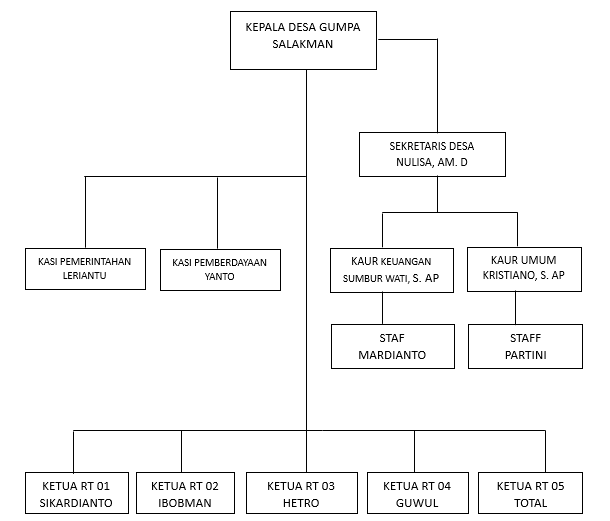 KEPALA DESA GUMPA
SALAKMAN
SEKRETARIS DESA
NULISA, AM. D
KASI PEMERINTAHAN
LERIANTU
KASI PEMBERDAYAAN
YANTO
KAUR KEUANGAN
SUMBUR WATI, S. AP
KAUR UMUM
KRISTIANO, S. AP
STAF
MARDIANTO
STAFF
PARTINI
KETUA RT 01
SIKARDIANTO
KETUA RT 02
IBOBMAN
KETUA RT 03
HETRO
KETUA RT 04
GUWUL
KETUA RT 05
TOTAL